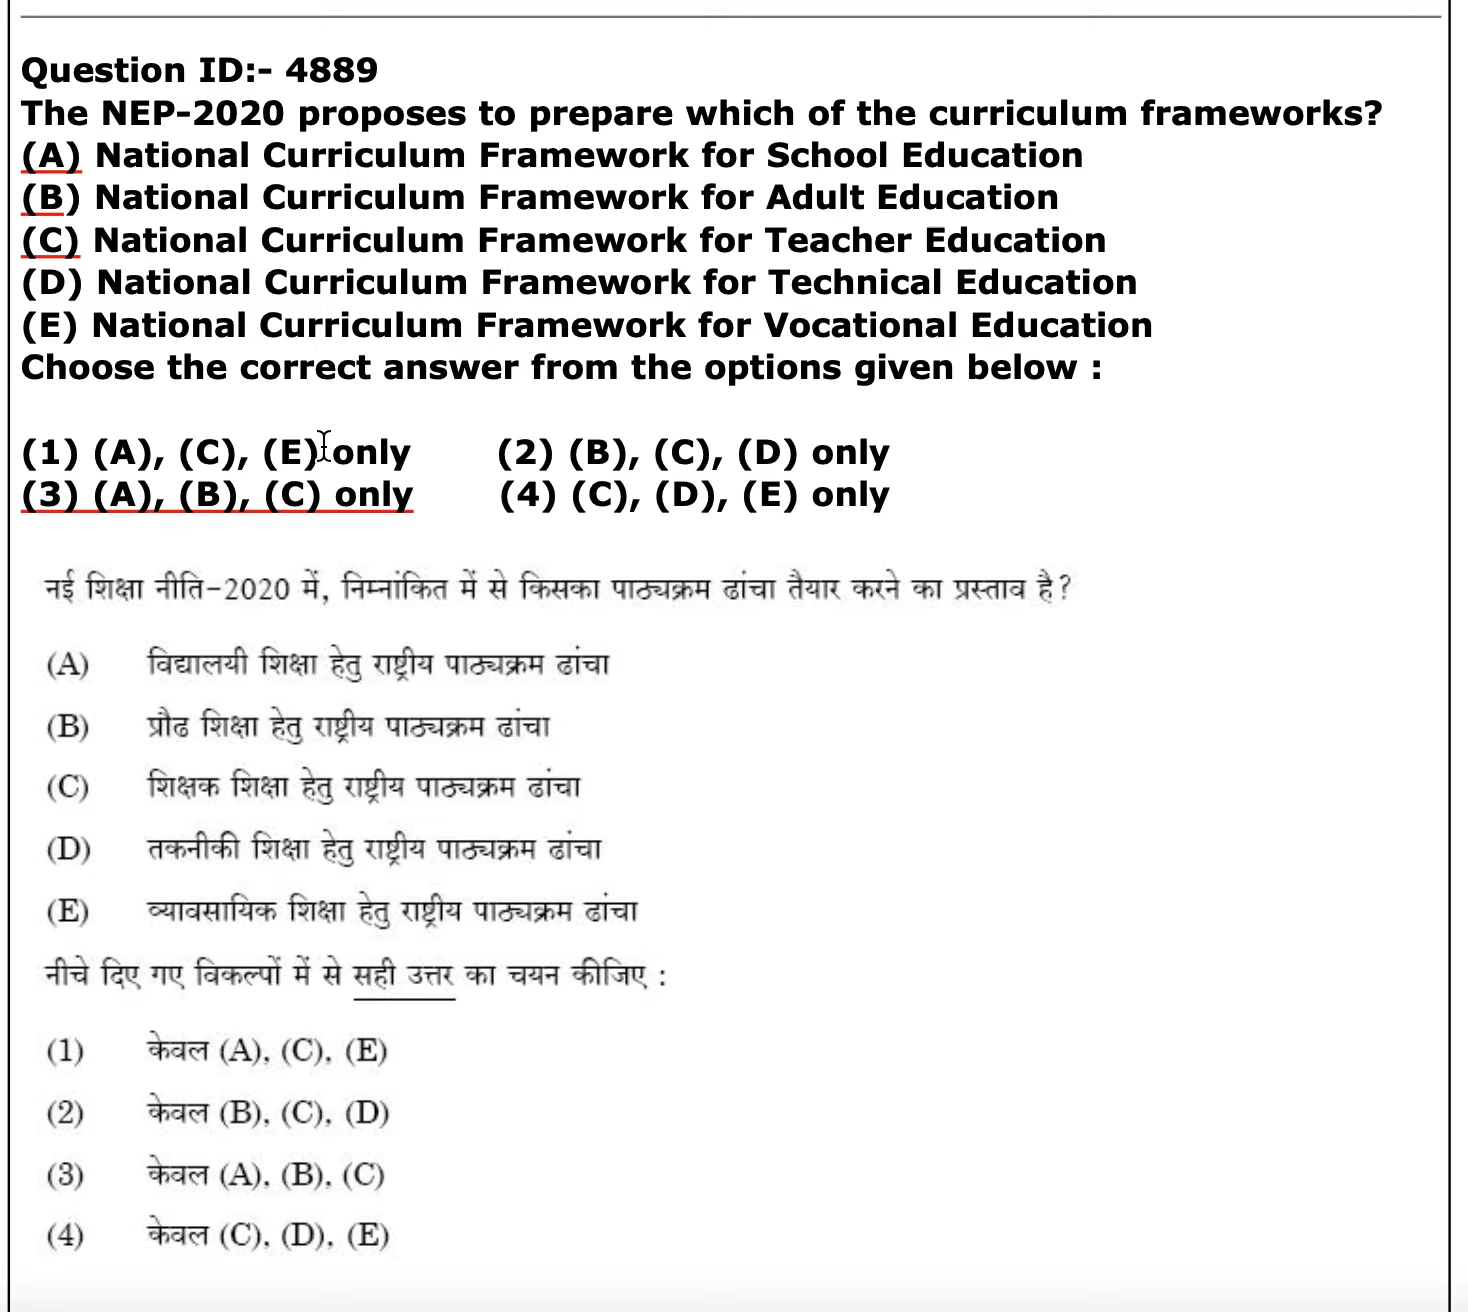 Question ID:- 4889
The NEP-2020 proposes to prepare which of the curriculum frameworks?
(A) National Curriculum Framework for School Education
(B) National Curriculum Framework for Adult Education
(C) National Curriculum Framework for Teacher Education
(D) National Curriculum Framework for Technical Education
(E) National Curriculum Framework for Vocational Education
Choose the correct answer from the options given below :
(1) (A), (C), (E) only (2) (B), (C), (D) only
(3) (A), (B), (C) only (4) (C), (D), (E) only
नई शिक्षा नीति-2020 में, निम्नांकित में से किसका पाठ्यक्रम ढांचा तैयार करने का प्रस्ताव है?
(A) विद्यालयी शिक्षा हेतु राष्ट्रीय पाठ्यक्रम ढांचा
(B) प्रौढ शिक्षा हेतु राष्ट्रीय पाठ्यक्रम ढांचा
(C) शिक्षक शिक्षा हेतु राष्ट्रीय पाठ्यक्रम ढांचा
(D) तकनीकी शिक्षा हेतु राष्ट्रीय पाठ्यक्रम ढांचा
(E) व्यावसायिक शिक्षा हेतु राष्ट्रीय पाठ्यक्रम ढांचा
नीचे दिए गए विकल्पों में से सही उत्तर का चयन कीजिए :
(1) केवल (A), (C), (E)
(2) केवल (B), (C), (D)
(3) केवल (A), (B), (C)
(4) केवल (C), (D), (E)